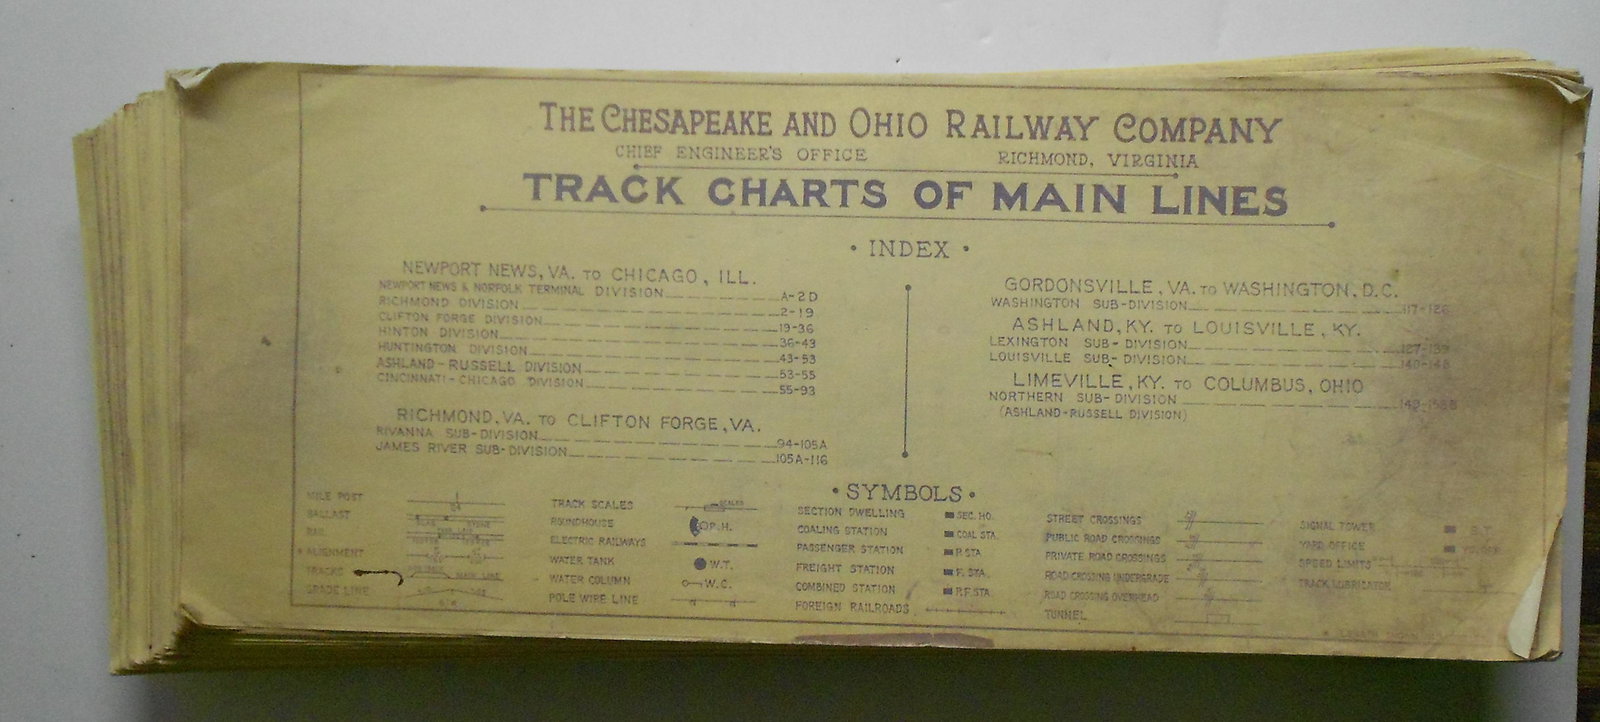 THE CHESAPEAKE AND OHIO RAILWAY COMPANY
CHIEF ENGINEER'S OFFICE RICHMOND, VIRGINIA
TRACK CHARTS OF MAIN LINES
• INDEX •
NEWPORT NEWS, VA. TO CHICAGO, ILL.
NEWPORT NEWS & NORFOLK TERMINAL DIVISION A-2D
RICHMOND DIVISION 2-19
CLIFTON FORGE DIVISION 19-36
HINTON DIVISION 36-43
HUNTINGTON DIVISION 43-53
ASHLAND-RUSSELL DIVISION 53-55
CINCINNATI-CHICAGO DIVISION 55-93
RICHMOND, VA. TO CLIFTON FORGE, VA.
RIVANNA SUB-DIVISION 94-105A
JAMES RIVER SUB-DIVISION 105A-116
GORDONSVILLE, VA. TO WASHINGTON, D.C.
WASHINGTON SUB-DIVISION 117-126
ASHLAND, KY. TO LOUISVILLE, KY.
LEXINGTON SUB-DIVISION 127-139
LOUISVILLE SUB-DIVISION 140-148
LIMEVILLE, KY. TO COLUMBUS, OHIO
NORTHERN SUB-DIVISION
(ASHLAND-RUSSELL DIVISION)
• SYMBOLS •
MILE POST
BALLAST
RAIL
ALIGNMENT
TRACKS
GRADE LINE
TRACK SCALES SCALES
ROUNDHOUSE P.H.
ELECTRIC RAILWAYS
WATER TANK W.T.
WATER COLUMN W.C.
POLE WIRE LINE
SECTION DWELLING SEC. HO.
COALING STATION COAL STA.
PASSENGER STATION P. STA.
FREIGHT STATION F. STA.
COMBINED STATION P.F. STA.
FOREIGN RAILROADS
STREET CROSSINGS
PUBLIC ROAD CROSSINGS
PRIVATE ROAD CROSSINGS
ROAD CROSSING UNDERGRADE
ROAD CROSSING OVERHEAD
TUNNEL
SIGNAL TOWER S.T.
YARD OFFICE YD. OFF.
SPEED LIMITS
TRACK LUBRICATOR